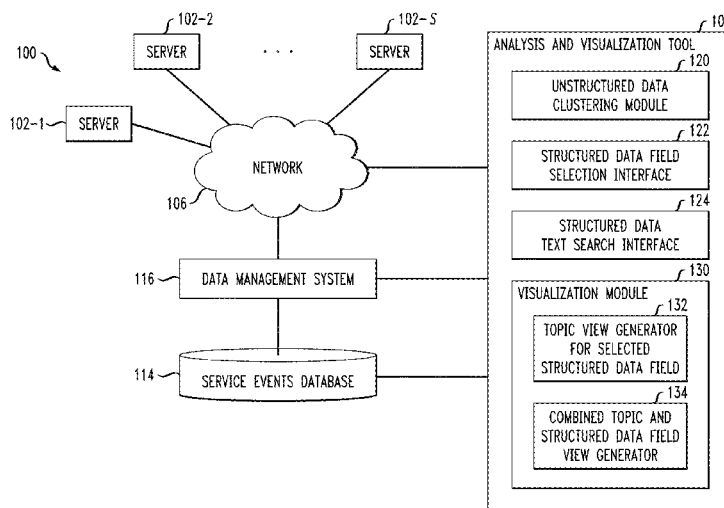 100
102-2
SERVER
. . .
102-S
SERVER
102-1
SERVER
NETWORK
106
116
DATA MANAGEMENT SYSTEM
114
SERVICE EVENTS DATABASE
10
ANALYSIS AND VISUALIZATION TOOL
120
UNSTRUCTURED DATA
CLUSTERING MODULE
122
STRUCTURED DATA FIELD
SELECTION INTERFACE
124
STRUCTURED DATA
TEXT SEARCH INTERFACE
130
VISUALIZATION MODULE
132
TOPIC VIEW GENERATOR
FOR SELECTED
STRUCTURED DATA FIELD
134
COMBINED TOPIC AND
STRUCTURED DATA FIELD
VIEW GENERATOR